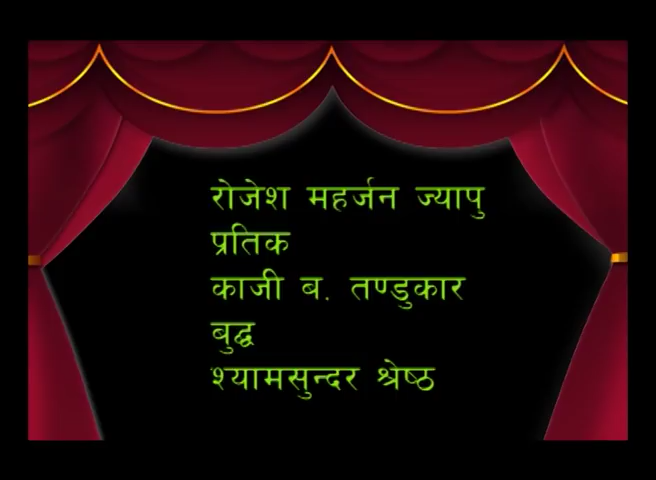 रोजेश महर्जन ज्यापु
प्रतिक
काजी ब. तण्डुकार
बुद्ध
श्यामसुन्दर श्रेष्ठ